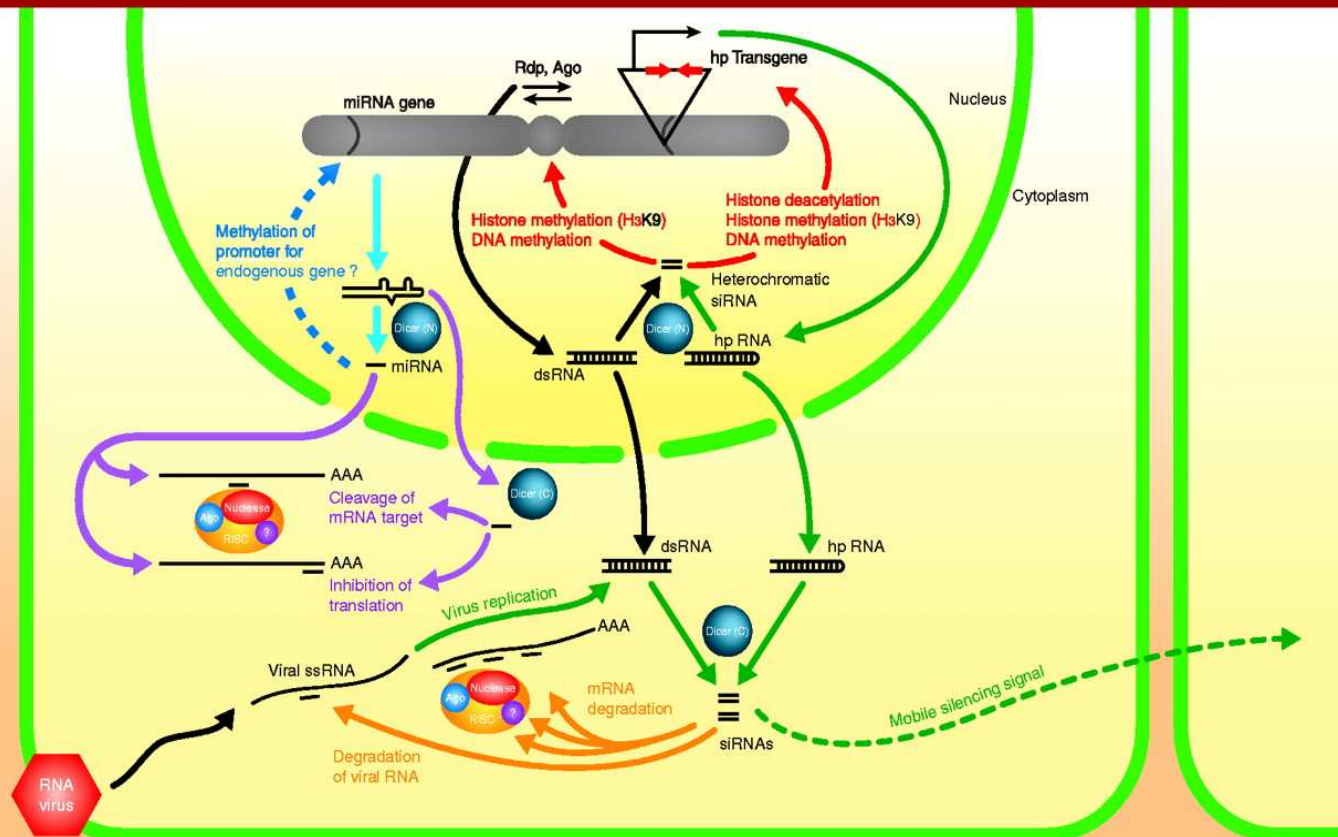 Rdp, Ago
hp Transgene
miRNA gene
Nucleus
Cytoplasm
Methylation of
promoter for
endogenous gene ?
Histone methylation (H3K9)
DNA methylation
Histone deacetylation
Histone methylation (H3K9)
DNA methylation
Heterochromatic
siRNA
Dicer (N)
Dicer (N)
hp RNA
miRNA
dsRNA
AAA
Cleavage of
mRNA target
Dicer (C)
Ago
Nuclease
RISC
?
dsRNA
hp RNA
AAA
Inhibition of
translation
Virus replication
AAA
Dicer (C)
Viral ssRNA
Ago
Nuclease
RISC
?
mRNA
degradation
siRNAs
Mobile silencing signal
Degradation
of viral RNA
RNA
virus